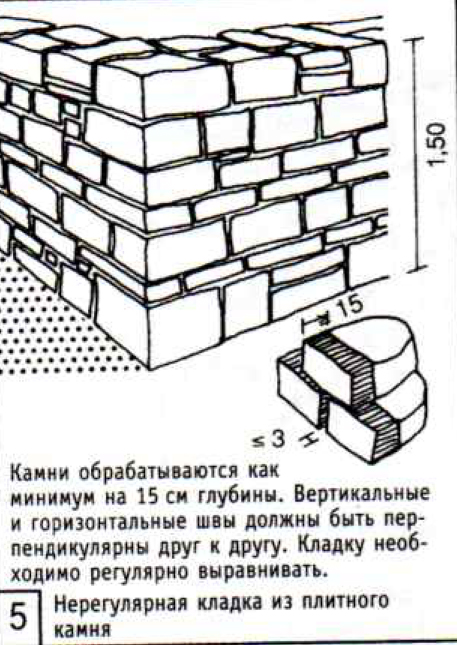 1,50
≥ 15
≤ 3
Камни обрабатываются как
минимум на 15 см глубины. Вертикальные
и горизонтальные швы должны быть пер-
пендикулярны друг к другу. Кладку необ-
ходимо регулярно выравнивать.
5
Нерегулярная кладка из плитного
камня